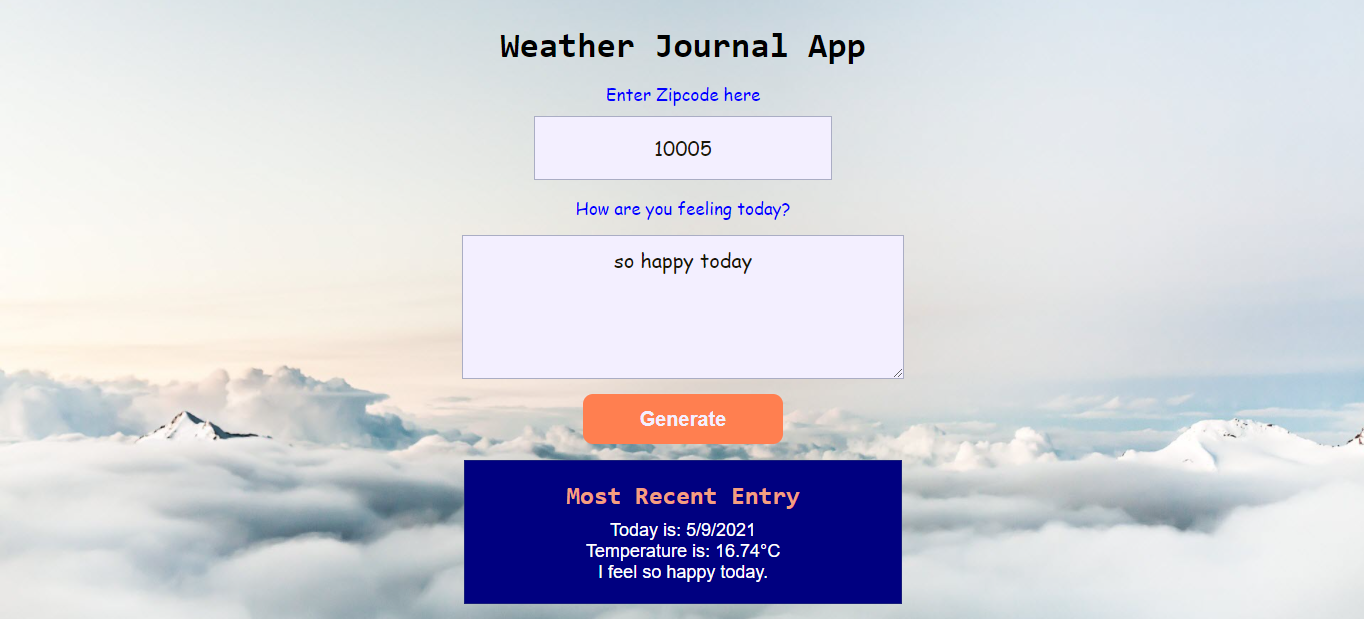 Weather Journal App
Enter Zipcode here
10005
How are you feeling today?
so happy today
Generate
Most Recent Entry
Today is: 5/9/2021
Temperature is: 16.74°C
I feel so happy today.